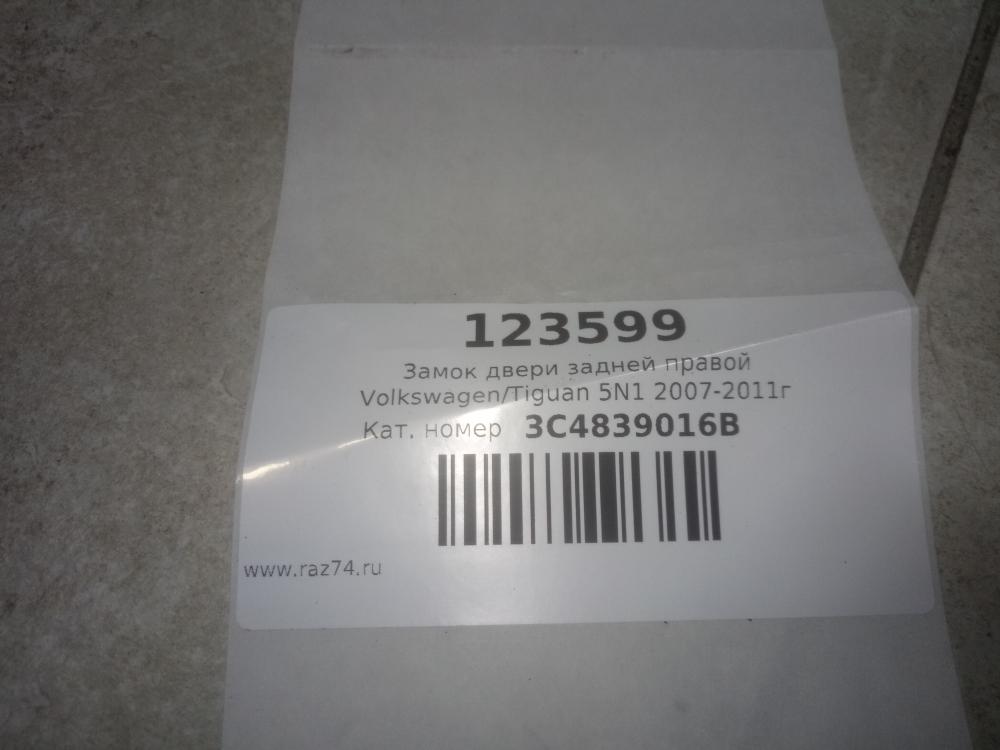 123599
Замок двери задней правой
Volkswagen/Tiguan 5N1 2007-2011г
Кат. номер 3C4839016B
www.raz74.ru